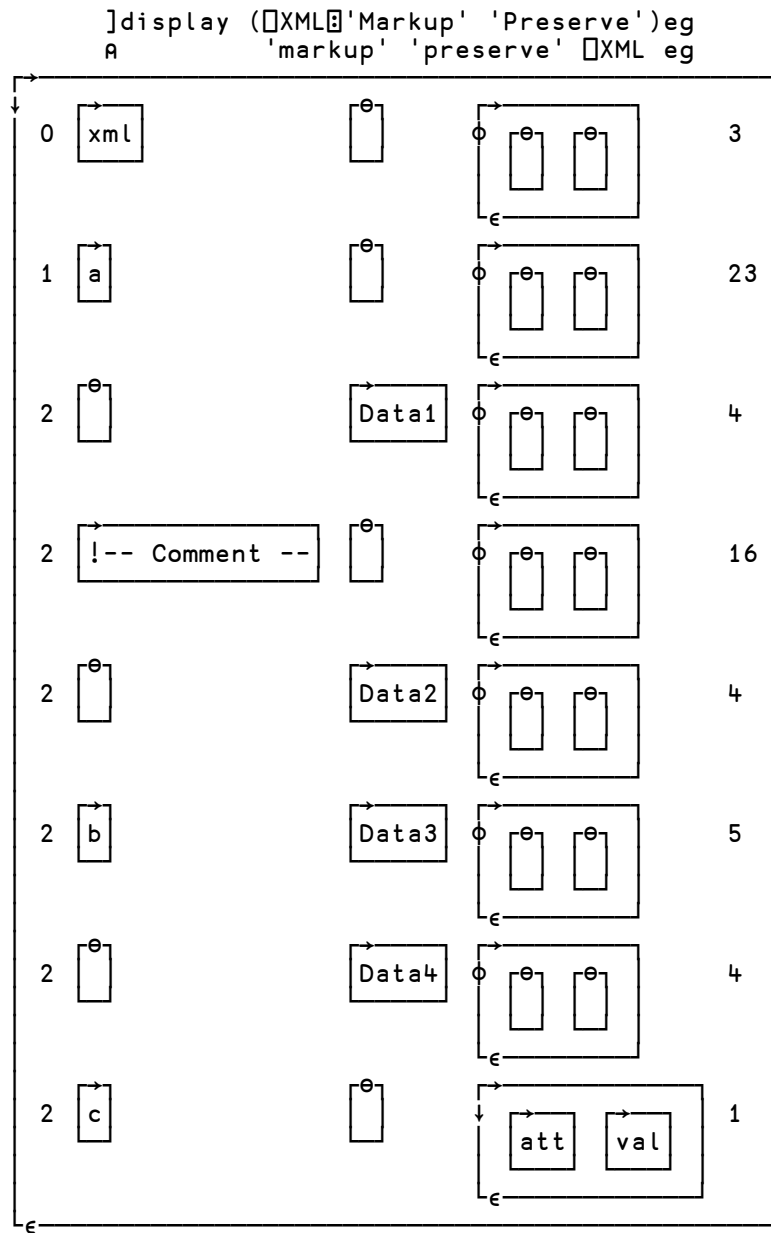 ]display (⎕XML⍠'Markup' 'Preserve')eg
⍝ 'markup' 'preserve' ⎕XML eg
┌→────────────────────────────────────────
↓ ┌→──┐ ┌⊖┐ ┌→────────┐
0 │xml│ │ │ ⌽ ┌⊖┐ ┌⊖┐ │ 3
└───┘ └─┘ │ │ │ │ │ │
│ └─┘ └─┘ │
└∊────────┘
┌→┐ ┌⊖┐ ┌→────────┐
1 │a│ │ │ ⌽ ┌⊖┐ ┌⊖┐ │ 23
└─┘ └─┘ │ │ │ │ │ │
│ └─┘ └─┘ │
└∊────────┘
┌⊖┐ ┌→────┐ ┌→────────┐
2 │ │ │Data1│ ⌽ ┌⊖┐ ┌⊖┐ │ 4
└─┘ └─────┘ │ │ │ │ │ │
│ └─┘ └─┘ │
└∊────────┘
┌→─────────────┐ ┌⊖┐ ┌→────────┐
2 │!-- Comment --│ │ │ ⌽ ┌⊖┐ ┌⊖┐ │ 16
└──────────────┘ └─┘ │ │ │ │ │ │
│ └─┘ └─┘ │
└∊────────┘
┌⊖┐ ┌→────┐ ┌→────────┐
2 │ │ │Data2│ ⌽ ┌⊖┐ ┌⊖┐ │ 4
└─┘ └─────┘ │ │ │ │ │ │
│ └─┘ └─┘ │
└∊────────┘
┌→┐ ┌→────┐ ┌→────────┐
2 │b│ │Data3│ ⌽ ┌⊖┐ ┌⊖┐ │ 5
└─┘ └─────┘ │ │ │ │ │ │
│ └─┘ └─┘ │
└∊────────┘
┌⊖┐ ┌→────┐ ┌→────────┐
2 │ │ │Data4│ ⌽ ┌⊖┐ ┌⊖┐ │ 4
└─┘ └─────┘ │ │ │ │ │ │
│ └─┘ └─┘ │
└∊────────┘
┌→┐ ┌⊖┐ ┌→────────────┐
2 │c│ │ │ ↓ ┌→──┐ ┌→──┐ │ 1
└─┘ └─┘ │ │att│ │val│ │
│ └───┘ └───┘ │
└∊────────────┘
└∊────────────────────────────────────────